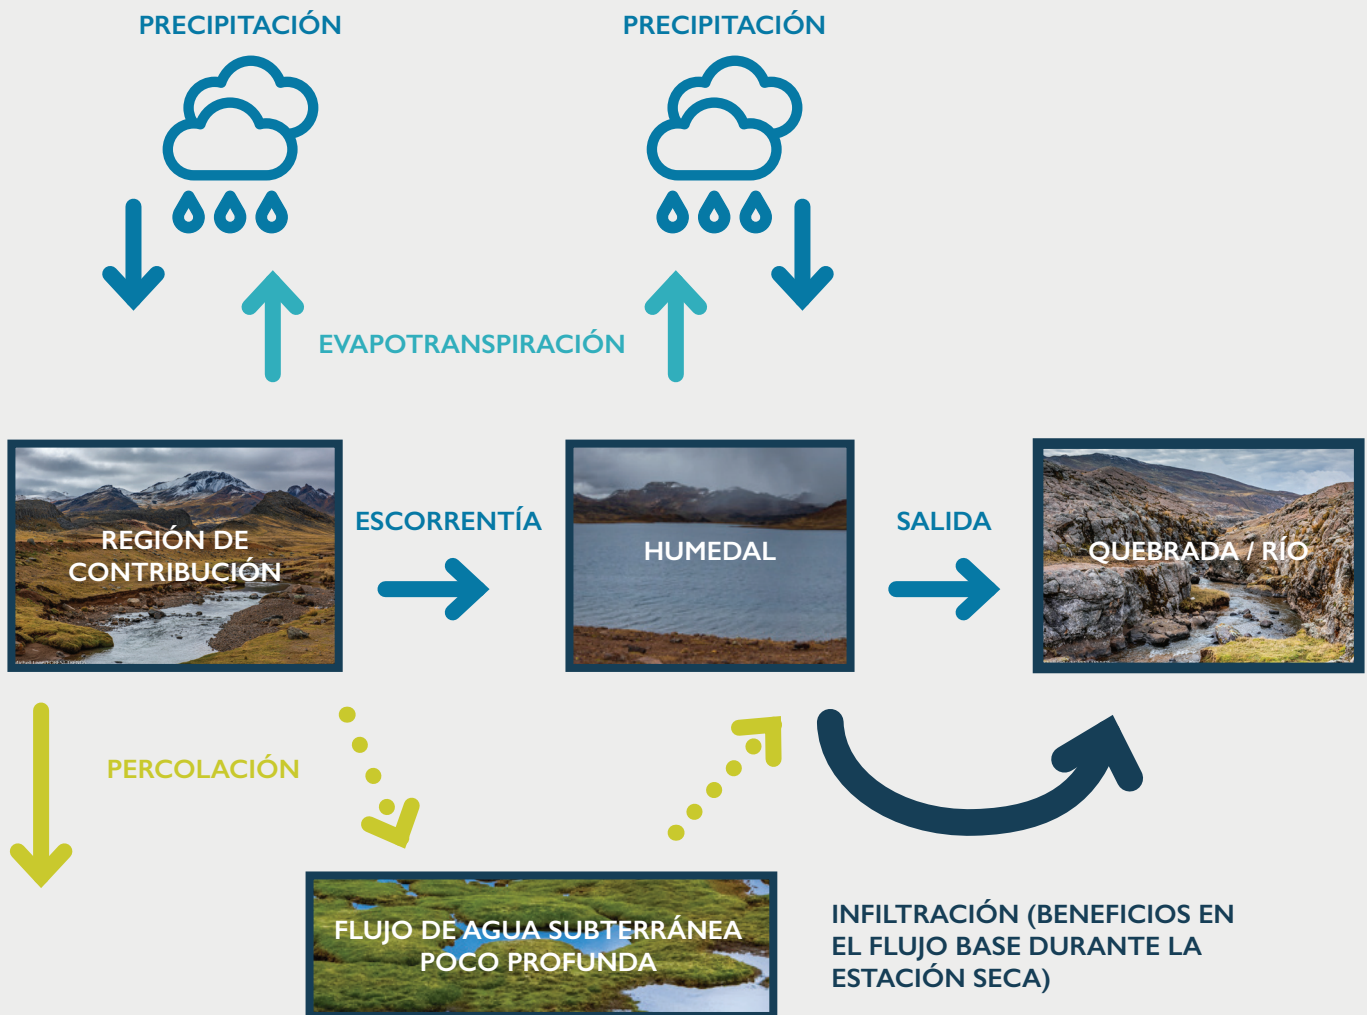 PRECIPITACIÓN
PRECIPITACIÓN
EVAPOTRANSPIRACIÓN
REGIÓN DE
CONTRIBUCIÓN
ESCORRENTÍA
HUMEDAL
SALIDA
QUEBRADA / RÍO
PERCOLACIÓN
FLUJO DE AGUA SUBTERRÁNEA
POCO PROFUNDA
INFILTRACIÓN (BENEFICIOS EN
EL FLUJO BASE DURANTE LA
ESTACIÓN SECA)